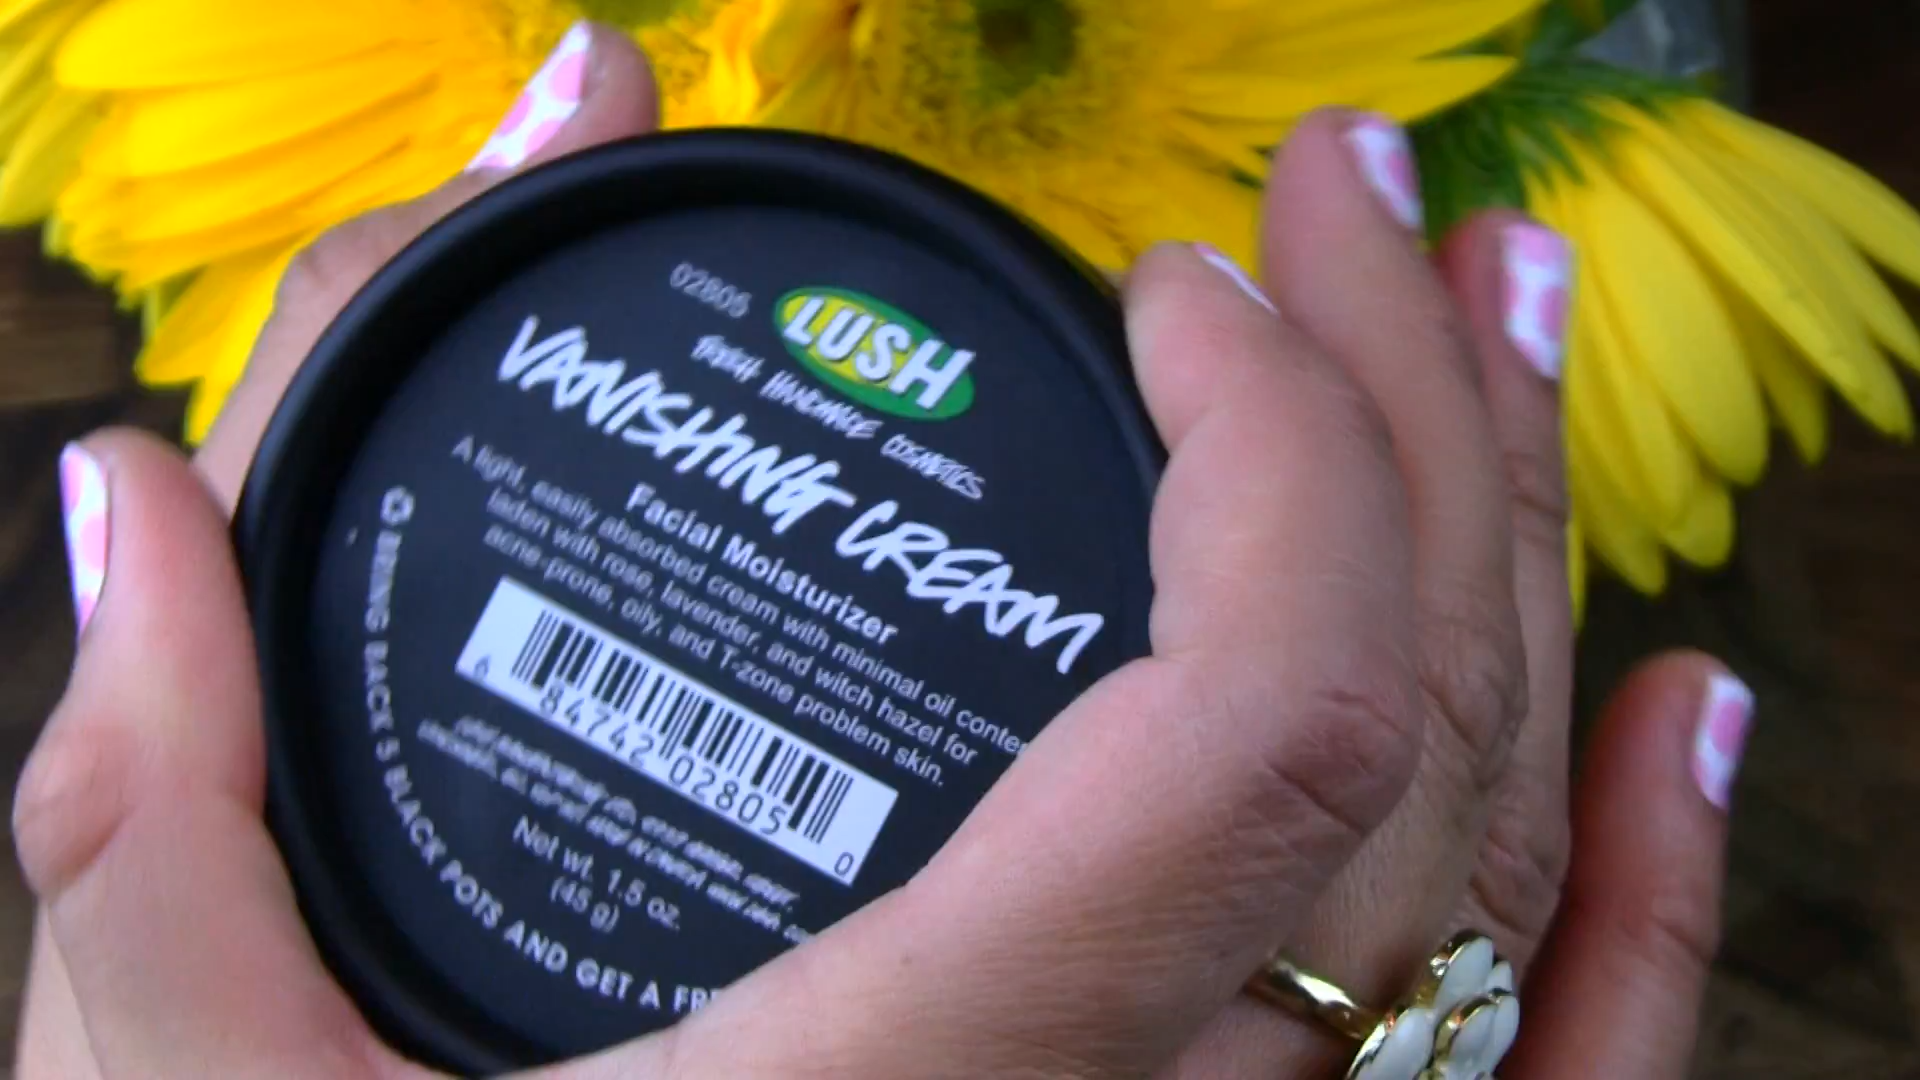 02805
LUSH
FRESH HANDMADE COSMETICS
VANISHING CREAM
Facial Moisturizer
A light, easily absorbed cream with minimal oil conte
laden with rose, lavender, and witch hazel for
acne-prone, oily, and T-zone problem skin.
6 84742 02805 0
Net wt. 1.5 oz.
(45 g)
BRING BACK 5 BLACK POTS AND GET A FRE